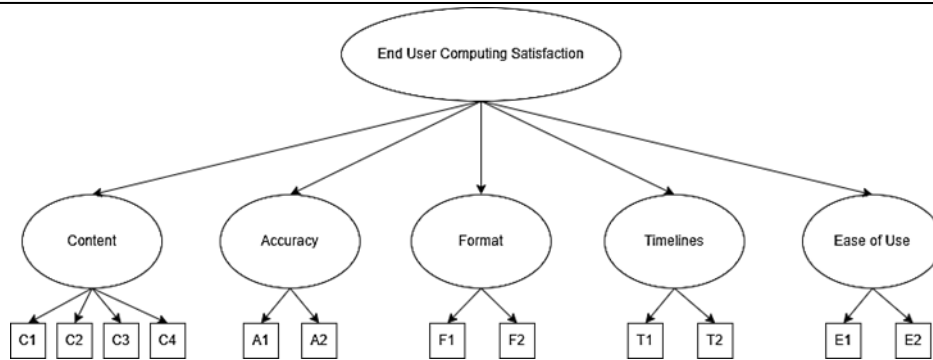 End User Computing Satisfaction
Content
Accuracy
Format
Timelines
Ease of Use
C1
C2
C3
C4
A1
A2
F1
F2
T1
T2
E1
E2